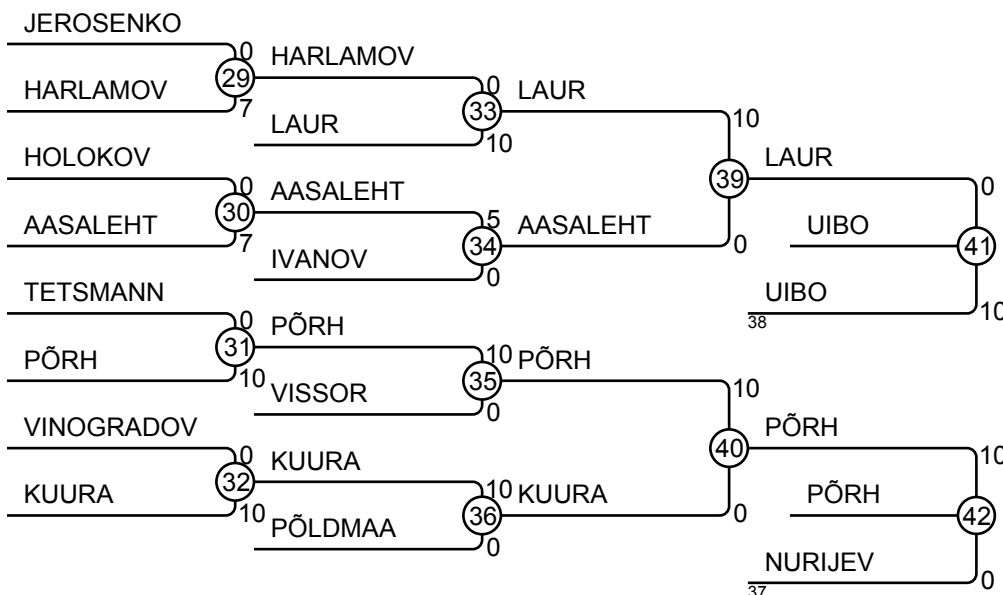 JEROSENKO
0
29
HARLAMOV
7
HARLAMOV
0
33
LAUR
10
LAUR
10
39
HOLOKOV
0
30
AASALEHT
7
AASALEHT
5
34
IVANOV
0
AASALEHT
0
LAUR
0
UIBO
41
UIBO
10
38
TETSMANN
0
31
PÕRH
10
PÕRH
10
35
VISSOR
0
PÕRH
10
40
VINOGRADOV
0
32
KUURA
10
KUURA
10
36
PÕLDMAA
0
KUURA
0
PÕRH
10
PÕRH
42
NURIJEV
0
37